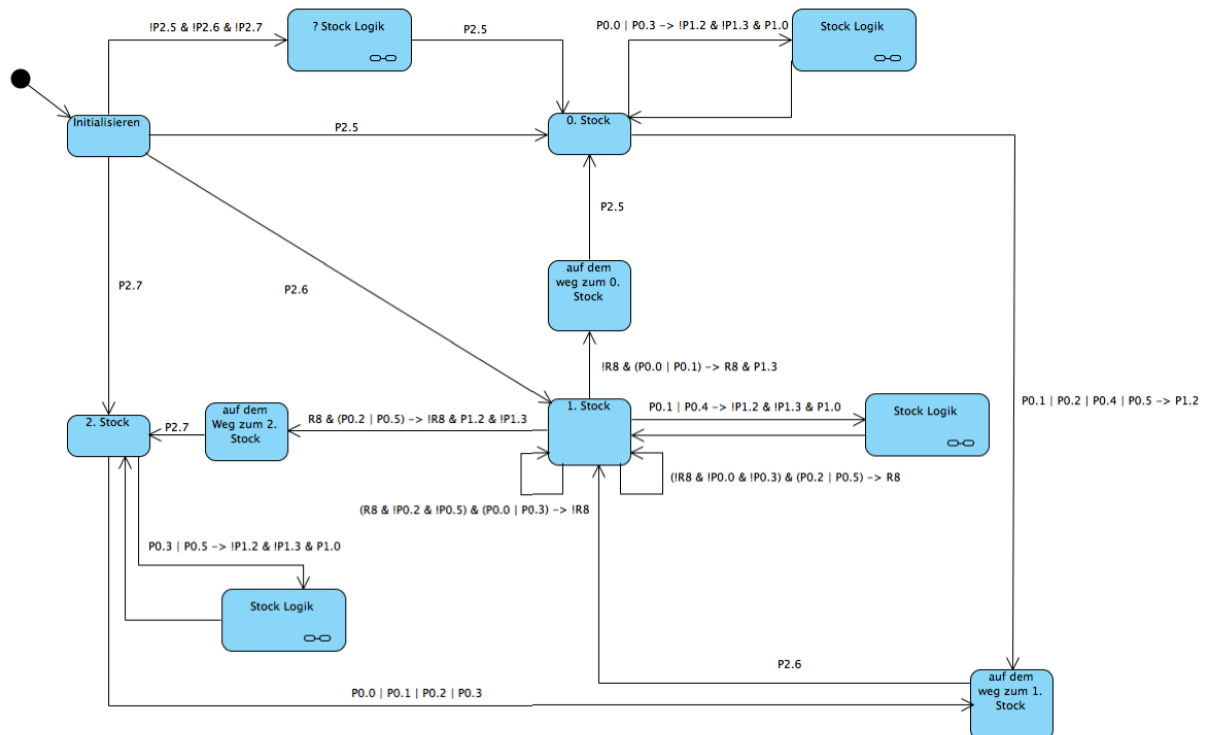 !P2.5 & !P2.6 & !P2.7
? Stock Logik
P2.5
P0.0 | P0.3 -> !P1.2 & !P1.3 & P1.0
Stock Logik
Initialisieren
P2.5
0. Stock
P2.5
P2.7
P2.6
auf dem
weg zum 0.
Stock
!R8 & (P0.0 | P0.1) -> R8 & P1.3
2. Stock
P2.7
auf dem
Weg zum 2.
Stock
R8 & (P0.2 | P0.5) -> !R8 & P1.2 & !P1.3
1. Stock
P0.1 | P0.4 -> !P1.2 & !P1.3 & P1.0
Stock Logik
P0.1 | P0.2 | P0.4 | P0.5 -> P1.2
(!R8 & !P0.0 & !P0.3) & (P0.2 | P0.5) -> R8
(R8 & !P0.2 & !P0.5) & (P0.0 | P0.3) -> !R8
P0.3 | P0.5 -> !P1.2 & !P1.3 & P1.0
Stock Logik
P2.6
P0.0 | P0.1 | P0.2 | P0.3
auf dem
weg zum 1.
Stock